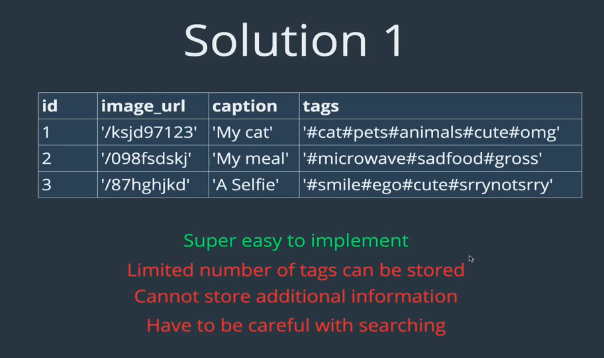 Solution 1
id image_url caption tags
1 '/ksjd97123' 'My cat' '#cat#pets#animals#cute#omg'
2 '/098fsdskj' 'My meal' '#microwave#sadfood#gross'
3 '/87hghjkd' 'A Selfie' '#smile#ego#cute#srrynotsrry'
Super easy to implement
Limited number of tags can be stored
Cannot store additional information
Have to be careful with searching